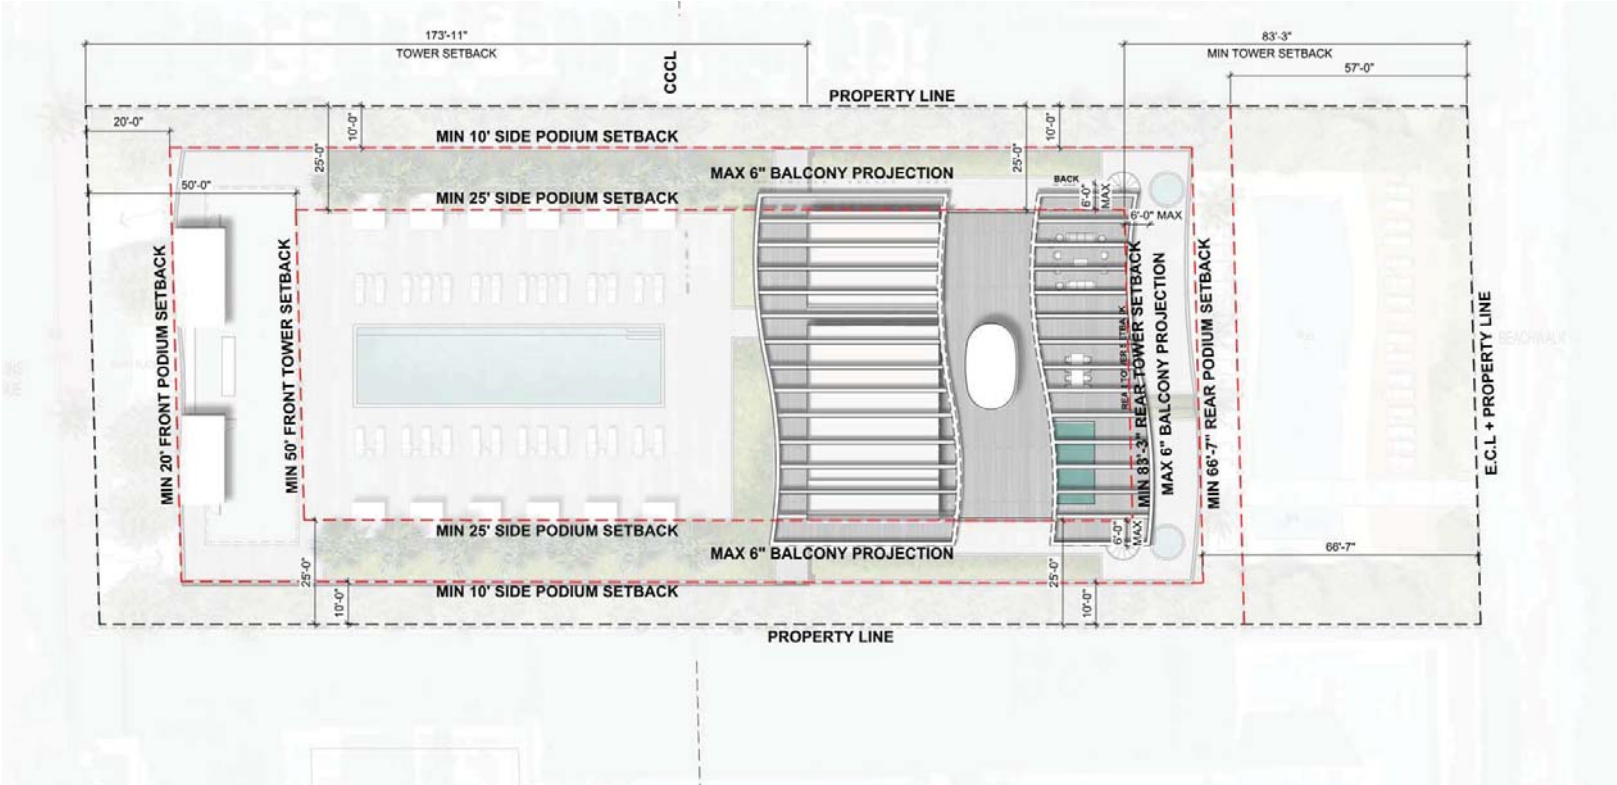 173'-11"
TOWER SETBACK
83'-3"
MIN TOWER SETBACK
57'-0"
CCCL
PROPERTY LINE
20'-0"
10'-0"
10'-0"
MIN 10' SIDE PODIUM SETBACK
25'-0"
25'-0"
MAX 6" BALCONY PROJECTION
BACK
50'-0"
MIN 25' SIDE PODIUM SETBACK
6'-0"
MAX
6'-0" MAX
MIN 20' FRONT PODIUM SETBACK
MIN 50' FRONT TOWER SETBACK
MIN 83'-3" REAR TOWER SETBACK
MAX 6" BALCONY PROJECTION
MIN 66'-7" REAR PODIUM SETBACK
E.C.L + PROPERTY LINE
BEACHWALK
MIN 25' SIDE PODIUM SETBACK
6'-0"
MAX
MAX 6" BALCONY PROJECTION
66'-7"
25'-0"
25'-0"
10'-0"
MIN 10' SIDE PODIUM SETBACK
10'-0"
PROPERTY LINE